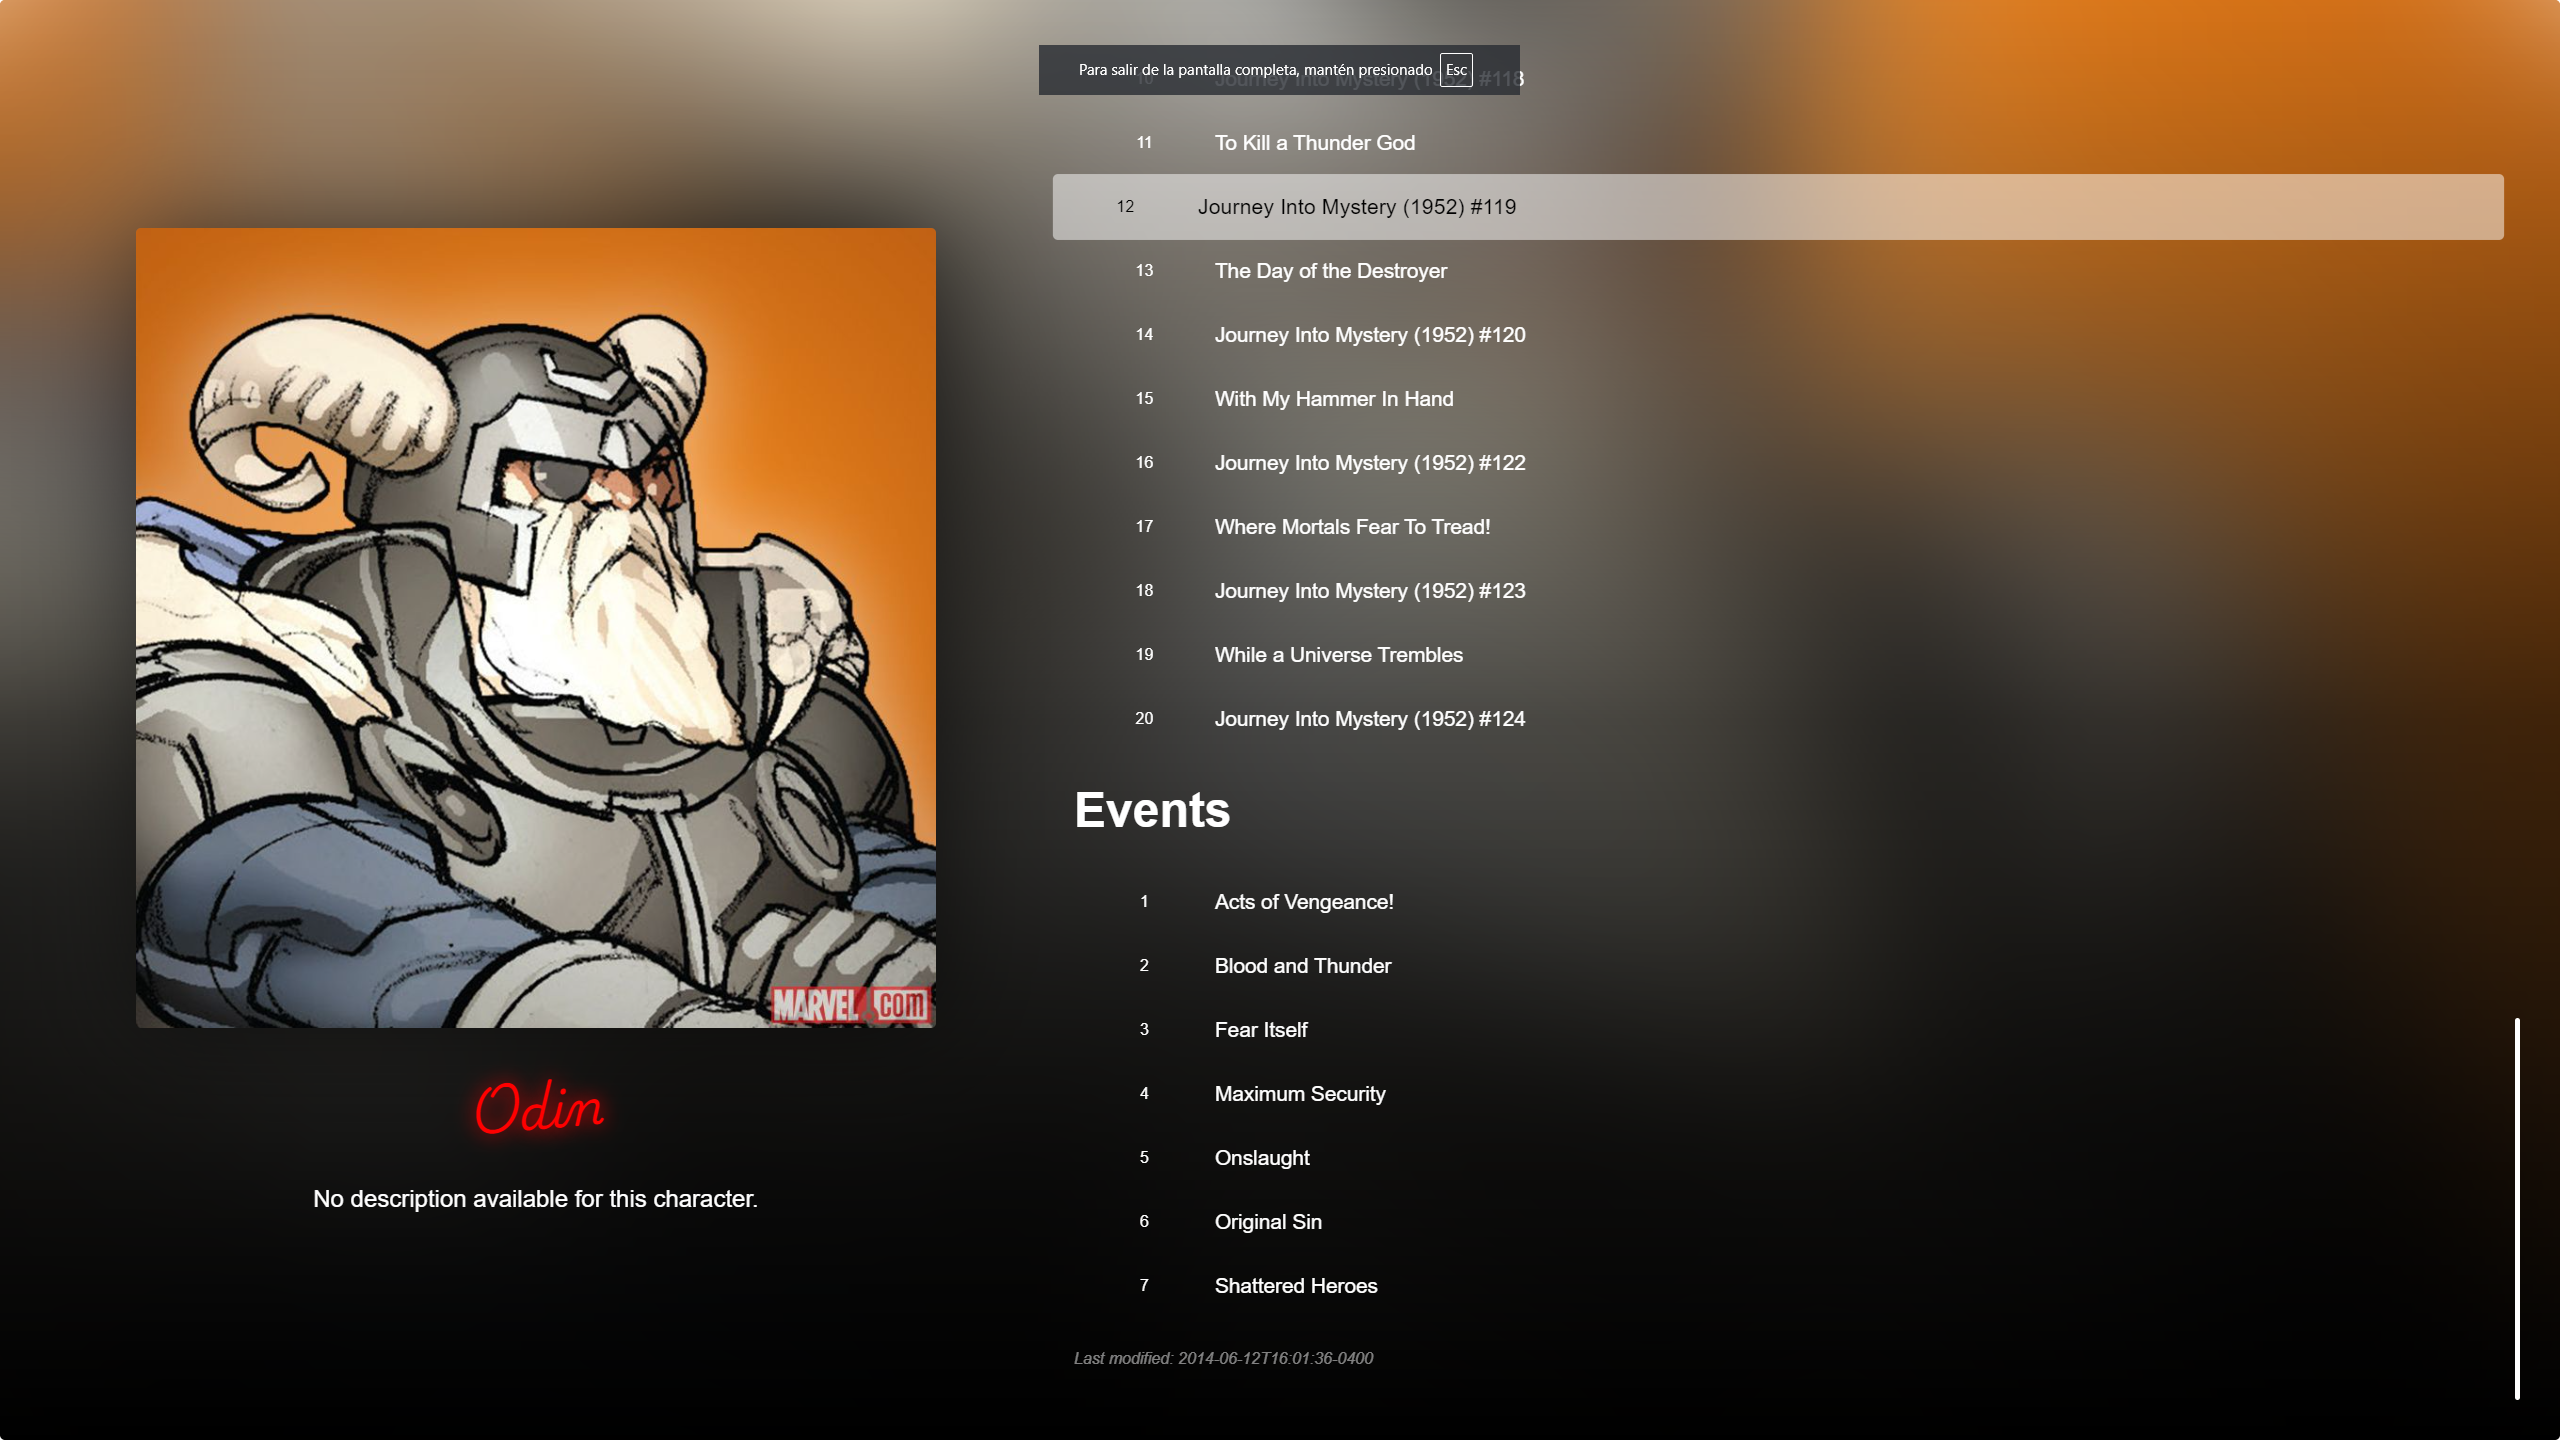 Para salir de la pantalla completa, mantén presionado Esc
10 Journey Into Mystery (1952) #118
11 To Kill a Thunder God
12 Journey Into Mystery (1952) #119
13 The Day of the Destroyer
14 Journey Into Mystery (1952) #120
15 With My Hammer In Hand
16 Journey Into Mystery (1952) #122
17 Where Mortals Fear To Tread!
18 Journey Into Mystery (1952) #123
19 While a Universe Trembles
20 Journey Into Mystery (1952) #124
Events
1 Acts of Vengeance!
2 Blood and Thunder
3 Fear Itself
4 Maximum Security
5 Onslaught
6 Original Sin
7 Shattered Heroes
Last modified: 2014-06-12T16:01:36-0400
MARVEL.com
Odin
No description available for this character.